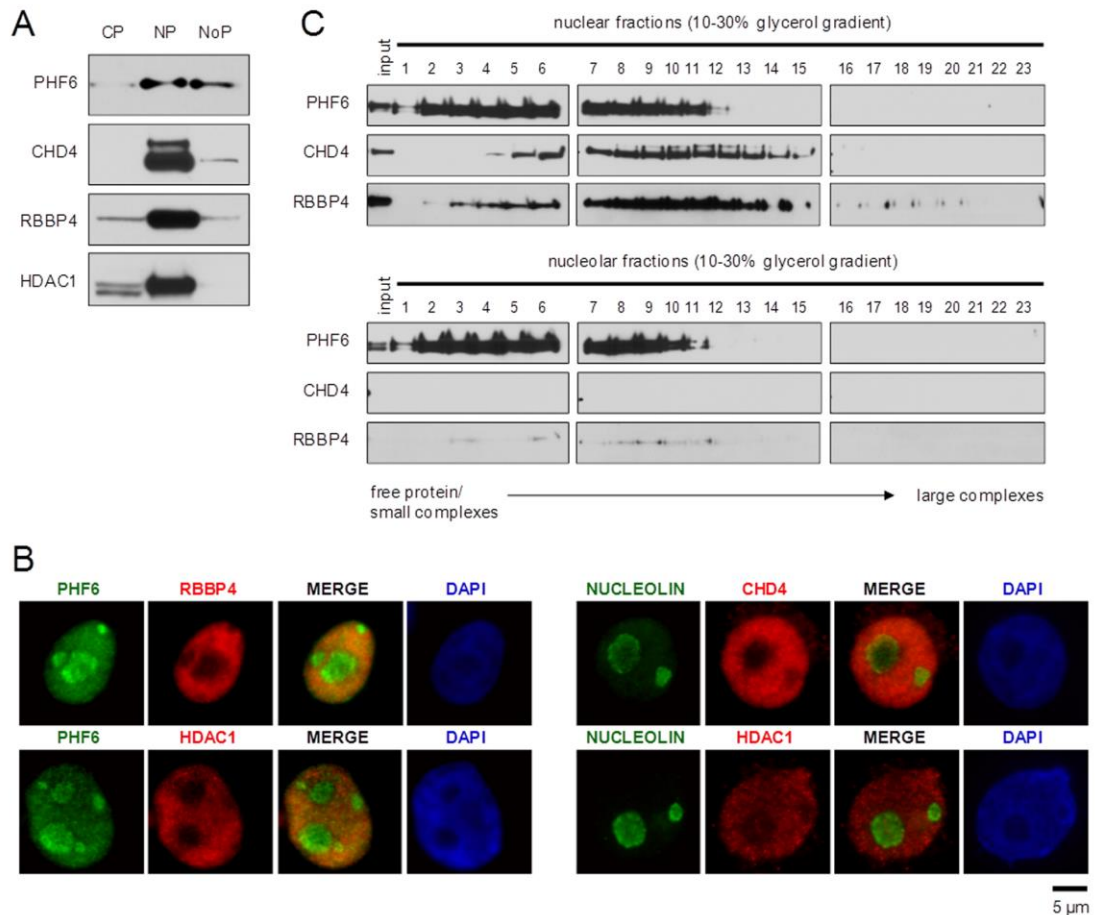 A
CP NP NoP
PHF6
CHD4
RBBP4
HDAC1
C
nuclear fractions (10-30% glycerol gradient)
input 1 2 3 4 5 6 7 8 9 10 11 12 13 14 15 16 17 18 19 20 21 22 23
PHF6
CHD4
RBBP4
nucleolar fractions (10-30% glycerol gradient)
input 1 2 3 4 5 6 7 8 9 10 11 12 13 14 15 16 17 18 19 20 21 22 23
PHF6
CHD4
RBBP4
free protein/
small complexes
large complexes
B
PHF6 RBBP4 MERGE DAPI
NUCLEOLIN CHD4 MERGE DAPI
PHF6 HDAC1 MERGE DAPI
NUCLEOLIN HDAC1 MERGE DAPI
5 µm